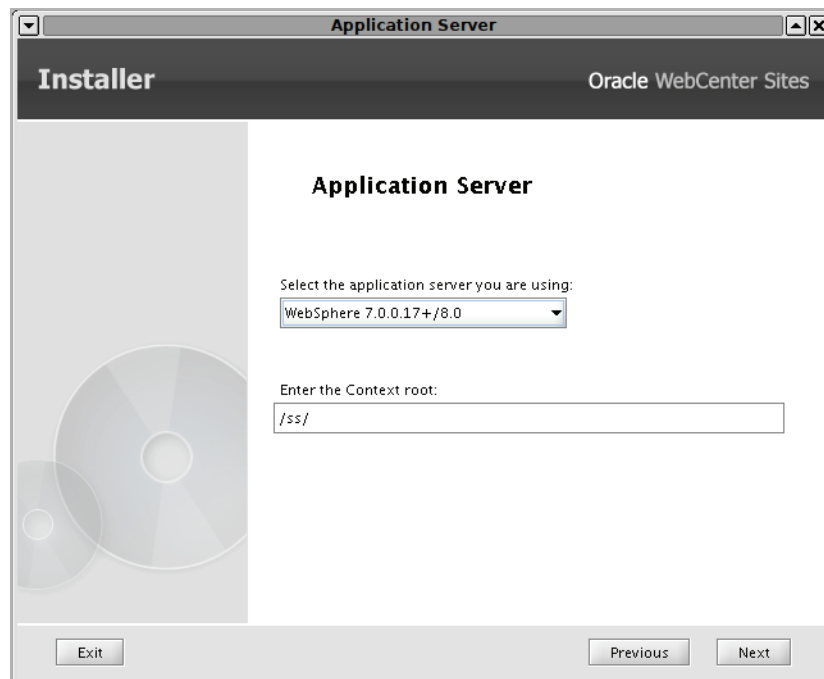 Application Server
Installer
Oracle WebCenter Sites
Application Server
Select the application server you are using:
WebSphere 7.0.0.17+/8.0
Enter the Context root:
/ss/
Exit
Previous
Next